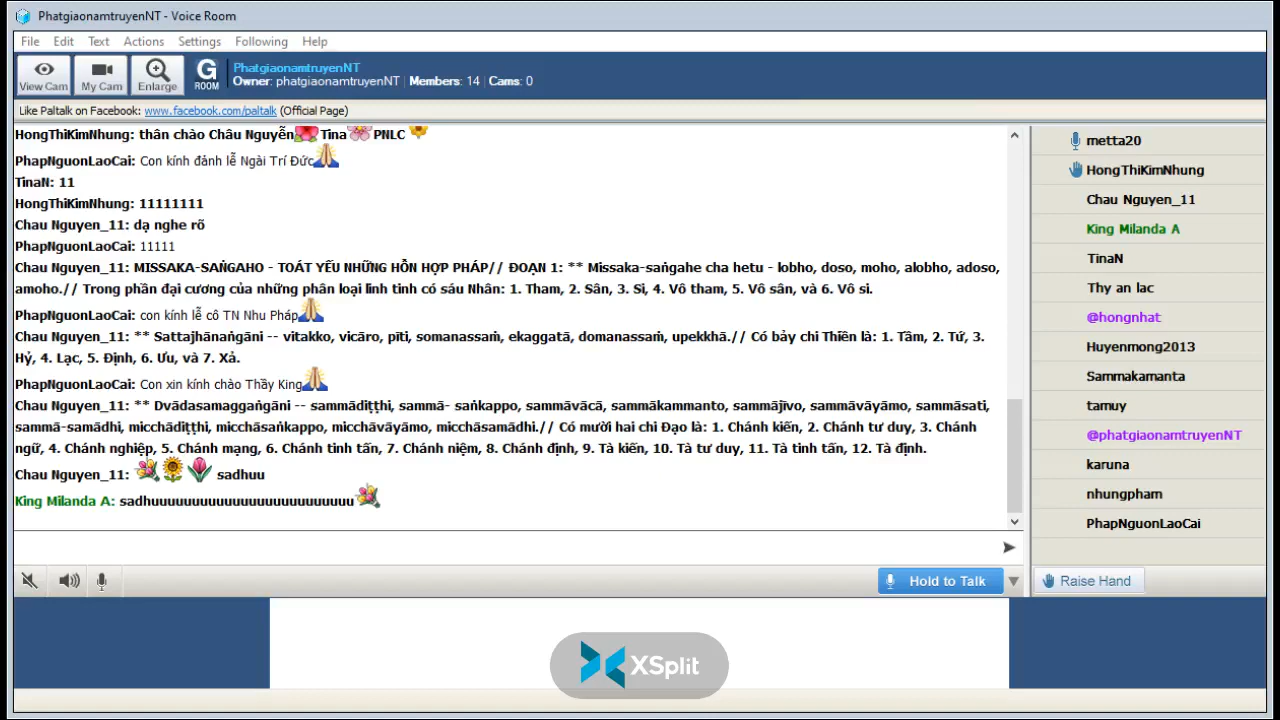 PhatgiaonamtruyenNT - Voice Room
File Edit Text Actions Settings Following Help
View Cam My Cam Enlarge G ROOM
PhatgiaonamtruyenNT
Owner: phatgiaonamtruyenNT | Members: 14 | Cams: 0
Like Paltalk on Facebook: www.facebook.com/paltalk (Official Page)
HongThiKimNhung: thân chào Châu Nguyễn Tina PNLC
PhapNguonLaoCai: Con kính đảnh lễ Ngài Trí Đức
TinaN: 11
HongThiKimNhung: 11111111
Chau Nguyen_11: dạ nghe rõ
PhapNguonLaoCai: 11111
Chau Nguyen_11: MISSAKA-SAṄGAHO - TOÁT YẾU NHỮNG HỖN HỢP PHÁP// ĐOẠN 1: ** Missaka-saṅgahe cha hetu - lobho, doso, moho, alobho, adoso,
amoho.// Trong phần đại cương của những phân loại linh tinh có sáu Nhân: 1. Tham, 2. Sân, 3. Si, 4. Vô tham, 5. Vô sân, và 6. Vô si.
PhapNguonLaoCai: con kính lễ cô TN Nhu Pháp
Chau Nguyen_11: ** Sattajhānaṅgāni -- vitakko, vicāro, pīti, somanassaṁ, ekaggatā, domanassaṁ, upekkhā.// Có bảy chi Thiền là: 1. Tầm, 2. Tứ, 3.
Hỷ, 4. Lạc, 5. Định, 6. Ưu, và 7. Xả.
PhapNguonLaoCai: Con xin kính chào Thầy King
Chau Nguyen_11: ** Dvādasamaggaṅgāni -- sammādiṭṭhi, sammā- saṅkappo, sammāvācā, sammākammanto, sammājīvo, sammāvāyāmo, sammāsati,
sammā-samādhi, micchādiṭṭhi, micchāsaṅkappo, micchāvāyāmo, micchāsamādhi.// Có mười hai chi Đạo là: 1. Chánh kiến, 2. Chánh tư duy, 3. Chánh
ngữ, 4. Chánh nghiệp, 5. Chánh mạng, 6. Chánh tinh tấn, 7. Chánh niệm, 8. Chánh định, 9. Tà kiến, 10. Tà tư duy, 11. Tà tinh tấn, 12. Tà định.
Chau Nguyen_11: sadhuu
King Milanda A: sadhuuuuuuuuuuuuuuuuuuuuuuuuu
Hold to Talk
metta20
HongThiKimNhung
Chau Nguyen_11
King Milanda A
TinaN
Thy an lac
@hongnhat
Huyenmong2013
Sammakamanta
tamuy
@phatgiaonamtruyenNT
karuna
nhungpham
PhapNguonLaoCai
Raise Hand
XSplit